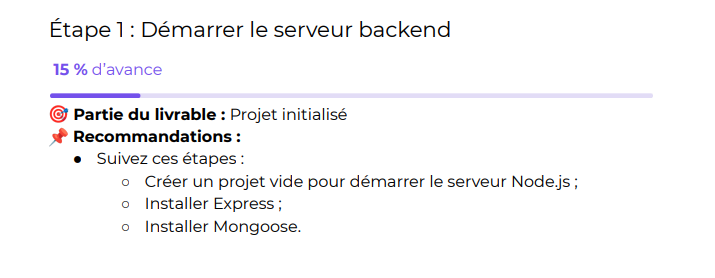 Étape 1 : Démarrer le serveur backend
15 % d’avance
🎯 Partie du livrable : Projet initialisé
📌 Recommandations :
● Suivez ces étapes :
○ Créer un projet vide pour démarrer le serveur Node.js ;
○ Installer Express ;
○ Installer Mongoose.